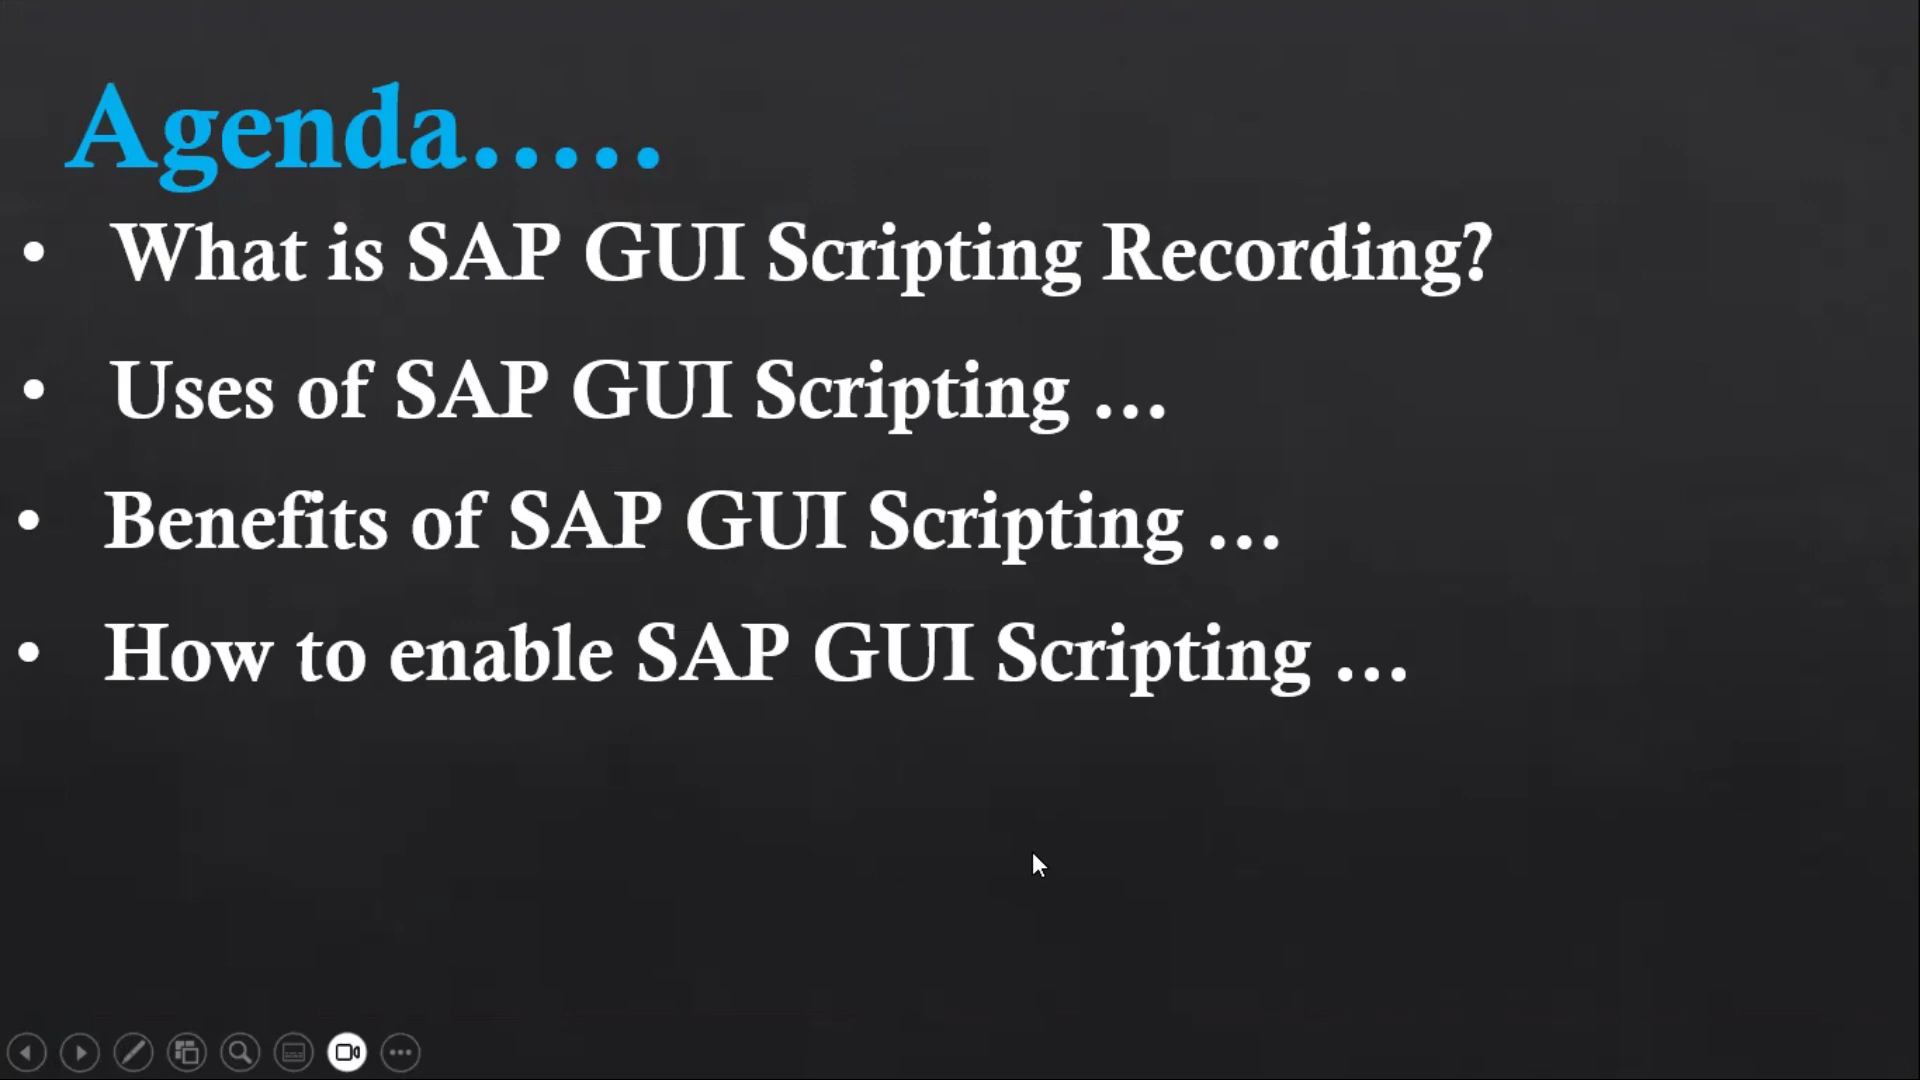 Agenda.....
• What is SAP GUI Scripting Recording?
• Uses of SAP GUI Scripting ...
• Benefits of SAP GUI Scripting ...
• How to enable SAP GUI Scripting ...